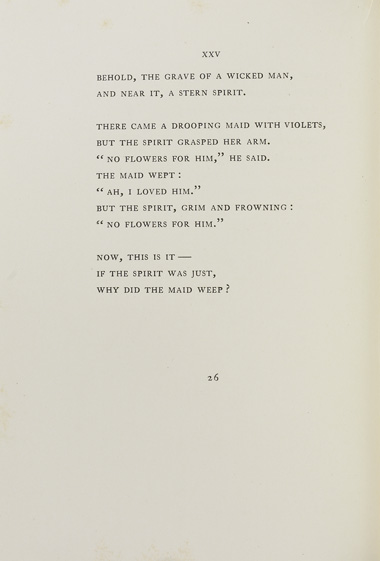 XXV
BEHOLD, THE GRAVE OF A WICKED MAN,
AND NEAR IT, A STERN SPIRIT.
THERE CAME A DROOPING MAID WITH VIOLETS,
BUT THE SPIRIT GRASPED HER ARM.
“ NO FLOWERS FOR HIM,” HE SAID.
THE MAID WEPT :
“ AH, I LOVED HIM.”
BUT THE SPIRIT, GRIM AND FROWNING :
“ NO FLOWERS FOR HIM.”
NOW, THIS IS IT —
IF THE SPIRIT WAS JUST,
WHY DID THE MAID WEEP ?
26